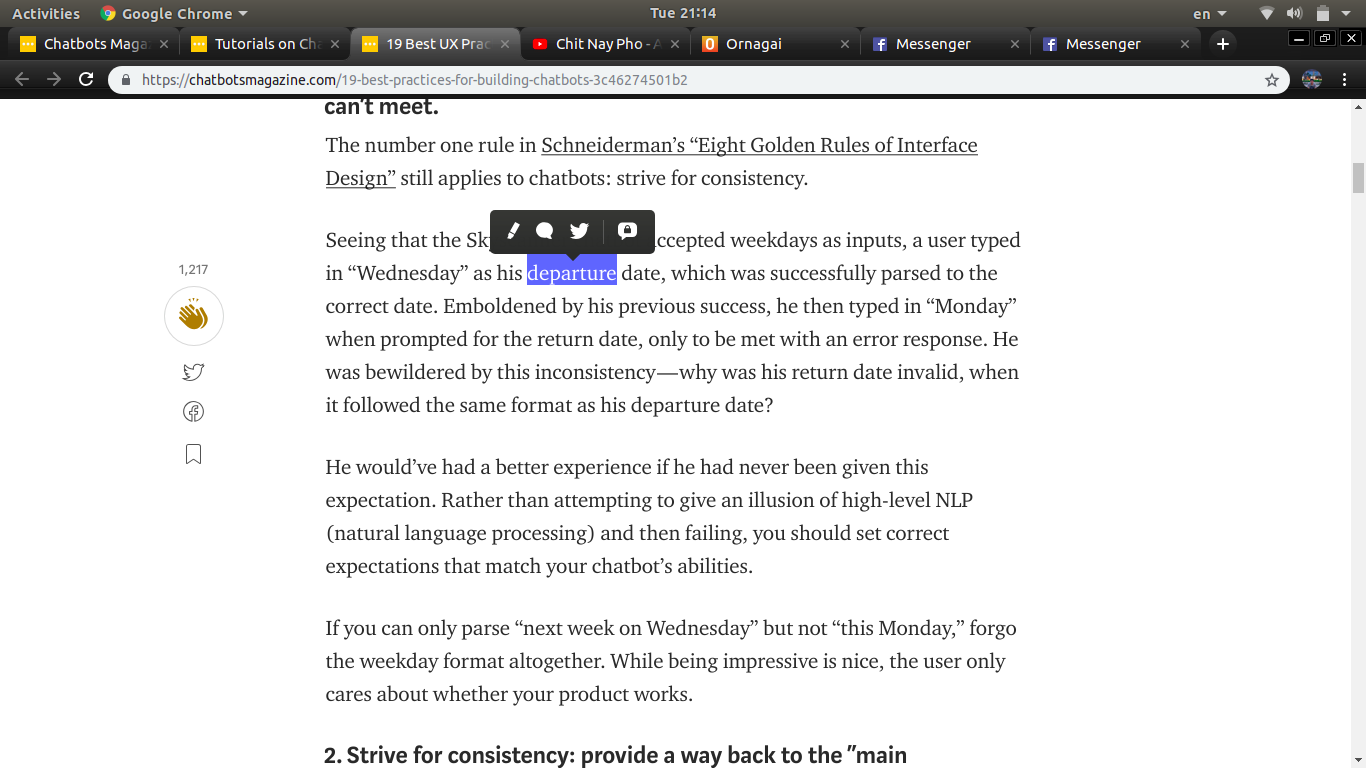 Activities Google Chrome Tue 21:14 en
Chatbots Maga Tutorials on Cha 19 Best UX Prac Chit Nay Pho - A Ornagai Messenger Messenger
https://chatbotsmagazine.com/19-best-practices-for-building-chatbots-3c46274501b2
can't meet.
The number one rule in Schneiderman’s “Eight Golden Rules of Interface
Design” still applies to chatbots: strive for consistency.
Seeing that the ccepted weekdays as inputs, a user typed
in “Wednesday” as his departure date, which was successfully parsed to the
correct date. Emboldened by his previous success, he then typed in “Monday”
when prompted for the return date, only to be met with an error response. He
was bewildered by this inconsistency—why was his return date invalid, when
it followed the same format as his departure date?
1,217
He would’ve had a better experience if he had never been given this
expectation. Rather than attempting to give an illusion of high-level NLP
(natural language processing) and then failing, you should set correct
expectations that match your chatbot’s abilities.
If you can only parse “next week on Wednesday” but not “this Monday,” forgo
the weekday format altogether. While being impressive is nice, the user only
cares about whether your product works.
2. Strive for consistency: provide a way back to the "main